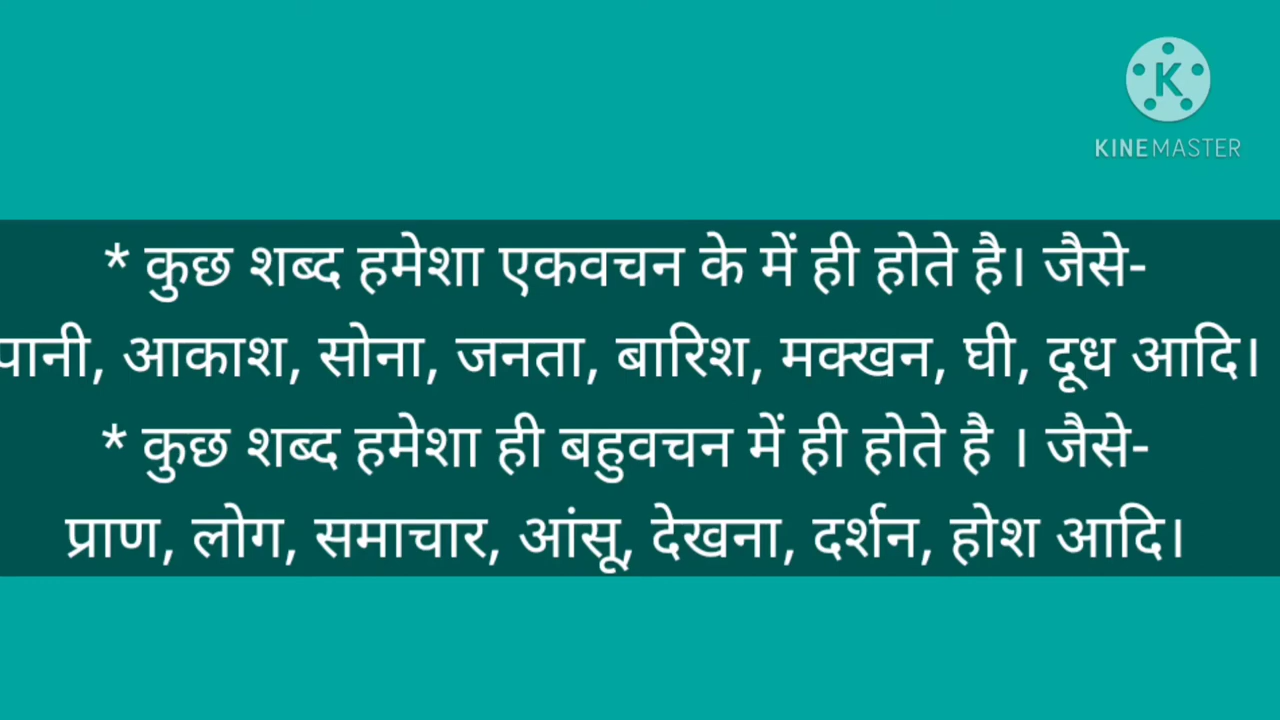 K
KINEMASTER
* कुछ शब्द हमेशा एकवचन के में ही होते है। जैसे-
पानी, आकाश, सोना, जनता, बारिश, मक्खन, घी, दूध आदि।
* कुछ शब्द हमेशा ही बहुवचन में ही होते है । जैसे-
प्राण, लोग, समाचार, आंसू, देखना, दर्शन, होश आदि।